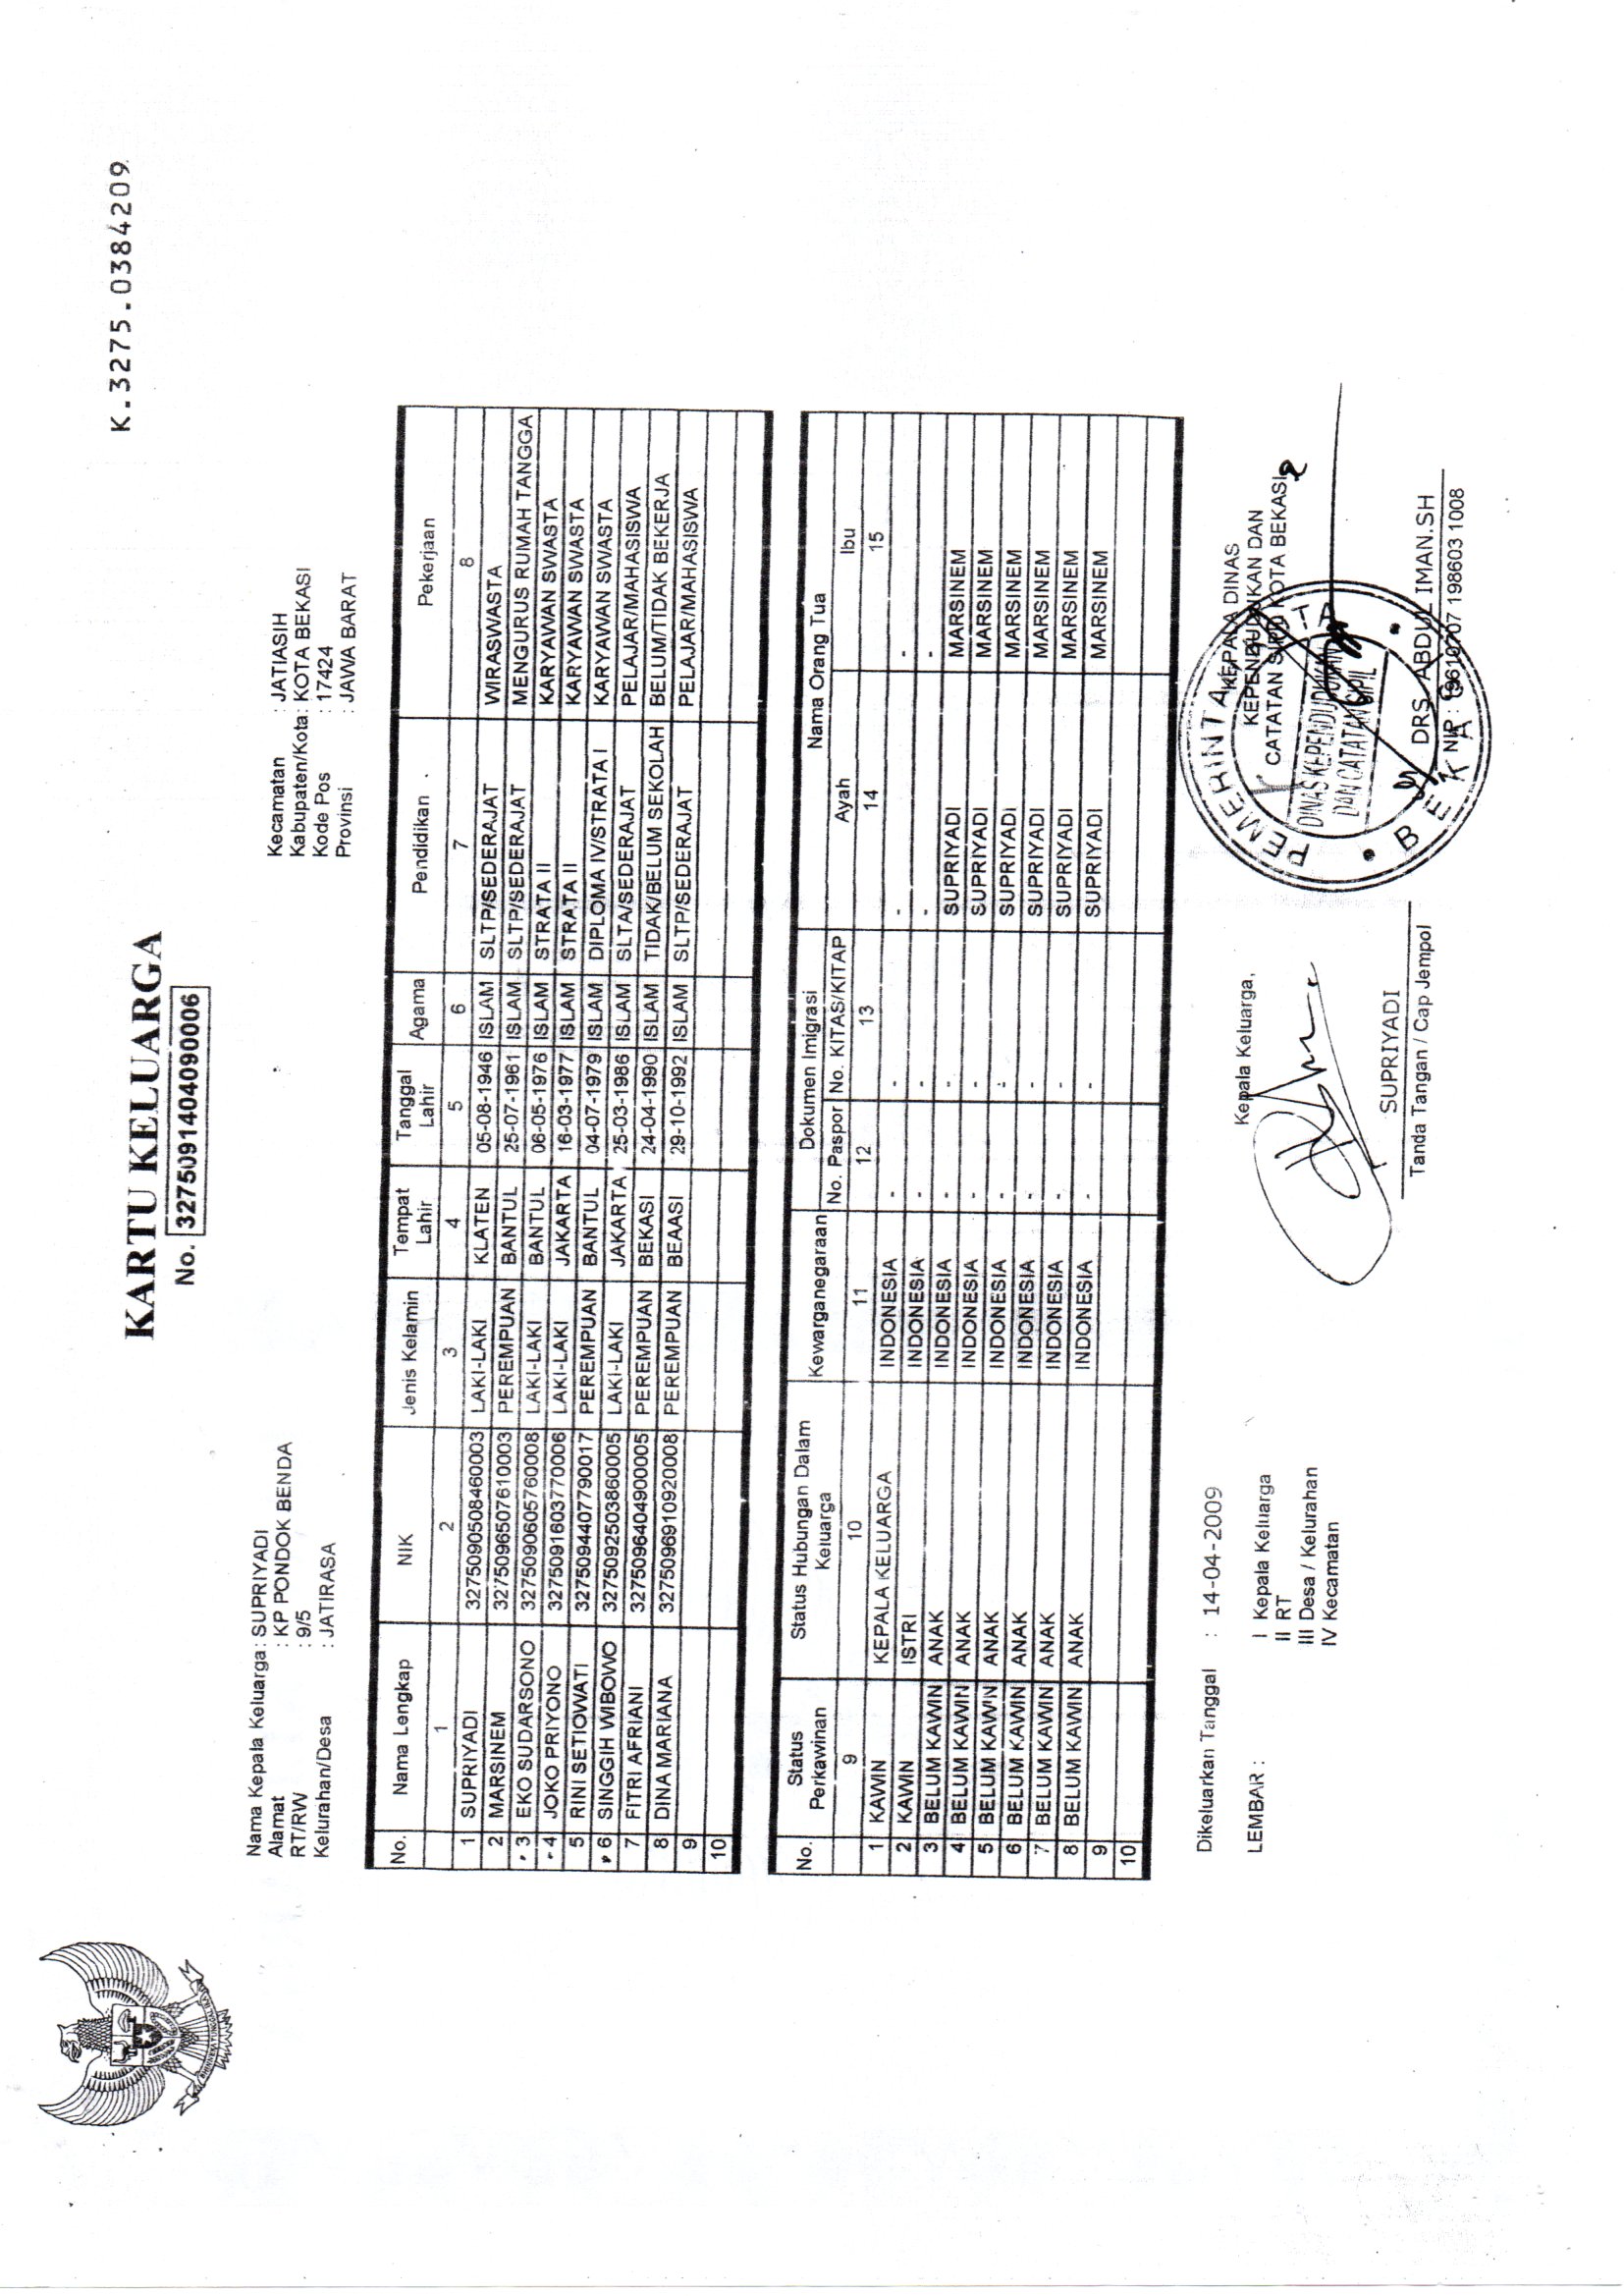 K.3275.0384209
KARTU KELUARGA
No. 3275091404090006
Nama Kepala Keluarga : SUPRIYADI
Alamat : KP PONDOK BENDA
RT/RW : 9/5
Kelurahan/Desa : JATIRASA
Kecamatan : JATIASIH
Kabupaten/Kota : KOTA BEKASI
Kode Pos : 17424
Provinsi : JAWA BARAT
No. Nama Lengkap NIK Jenis Kelamin Tempat Lahir Tanggal Lahir Agama Pendidikan Pekerjaan
1 2 3 4 5 6 7 8
1 SUPRIYADI 3275090508460003 LAKI-LAKI KLATEN 05-08-1946 ISLAM SLTP/SEDERAJAT WIRASWASTA
2 MARSINEM 3275096507610003 PEREMPUAN BANTUL 25-07-1961 ISLAM SLTP/SEDERAJAT MENGURUS RUMAH TANGGA
3 EKO SUDARSONO 3275090605760008 LAKI-LAKI BANTUL 06-05-1976 ISLAM STRATA II KARYAWAN SWASTA
4 JOKO PRIYONO 3275091603770006 LAKI-LAKI JAKARTA 16-03-1977 ISLAM STRATA II KARYAWAN SWASTA
5 RINI SETIOWATI 3275094407790017 PEREMPUAN BANTUL 04-07-1979 ISLAM DIPLOMA IV/STRATA I KARYAWAN SWASTA
6 SINGGIH WIBOWO 3275092503860005 LAKI-LAKI JAKARTA 25-03-1986 ISLAM SLTA/SEDERAJAT PELAJAR/MAHASISWA
7 FITRI AFRIANI 3275096404900005 PEREMPUAN BEKASI 24-04-1990 ISLAM TIDAK/BELUM SEKOLAH BELUM/TIDAK BEKERJA
8 DINA MARIANA 3275096910920008 PEREMPUAN BEAASI 29-10-1992 ISLAM SLTP/SEDERAJAT PELAJAR/MAHASISWA
9
10
No. Status Perkawinan Status Hubungan Dalam Keluarga Kewarganegaraan Dokumen Imigrasi Nama Orang Tua
No. Paspor No. KITAS/KITAP Ayah Ibu
9 10 11 12 13 14 15
1 KAWIN KEPALA KELUARGA INDONESIA - - - -
2 KAWIN ISTRI INDONESIA - - - -
3 BELUM KAWIN ANAK INDONESIA - - SUPRIYADI MARSINEM
4 BELUM KAWIN ANAK INDONESIA - - SUPRIYADI MARSINEM
5 BELUM KAWIN ANAK INDONESIA - - SUPRIYADI MARSINEM
6 BELUM KAWIN ANAK INDONESIA - - SUPRIYADI MARSINEM
7 BELUM KAWIN ANAK INDONESIA - - SUPRIYADI MARSINEM
8 BELUM KAWIN ANAK INDONESIA - - SUPRIYADI MARSINEM
9
10
Dikeluarkan Tanggal : 14-04-2009
LEMBAR : I Kepala Keluarga
II RT
III Desa / Kelurahan
IV Kecamatan
Kepala Keluarga,
SUPRIYADI
Tanda Tangan / Cap Jempol
KEPALA DINAS
KEPENDUDUKAN DAN
CATATAN SIPIL KOTA BEKASI
PEMERINTAH KOTA
DINAS KEPENDUDUKAN
DAN CATATAN SIPIL
BEKASI
DRS. ABDUL IMAN.SH
NIP : 19610707 198603 1008